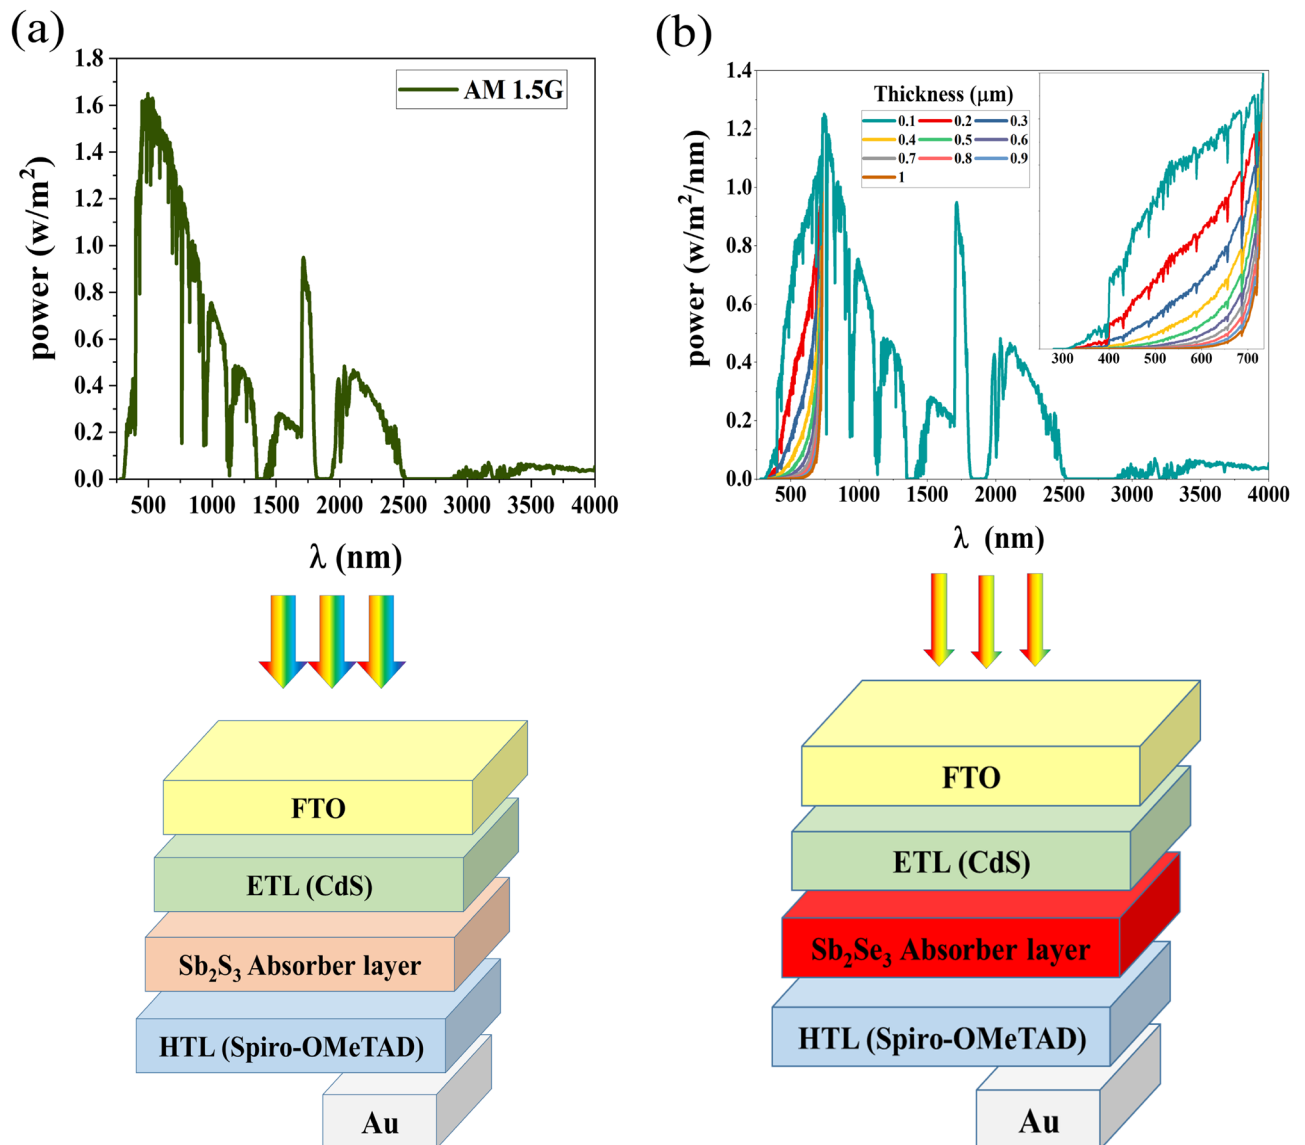 (a)
1.8
1.6
1.4
1.2
1.0
0.8
0.6
0.4
0.2
0.0
power (w/m²)
AM 1.5G
500 1000 1500 2000 2500 3000 3500 4000
λ (nm)
FTO
ETL (CdS)
Sb₂S₃ Absorber layer
HTL (Spiro-OMeTAD)
Au
(b)
1.4
1.2
1.0
0.8
0.6
0.4
0.2
0.0
power (w/m²/nm)
Thickness (μm)
0.1 0.2 0.3
0.4 0.5 0.6
0.7 0.8 0.9
1
300 400 500 600 700
500 1000 1500 2000 2500 3000 3500 4000
λ (nm)
FTO
ETL (CdS)
Sb₂Se₃ Absorber layer
HTL (Spiro-OMeTAD)
Au